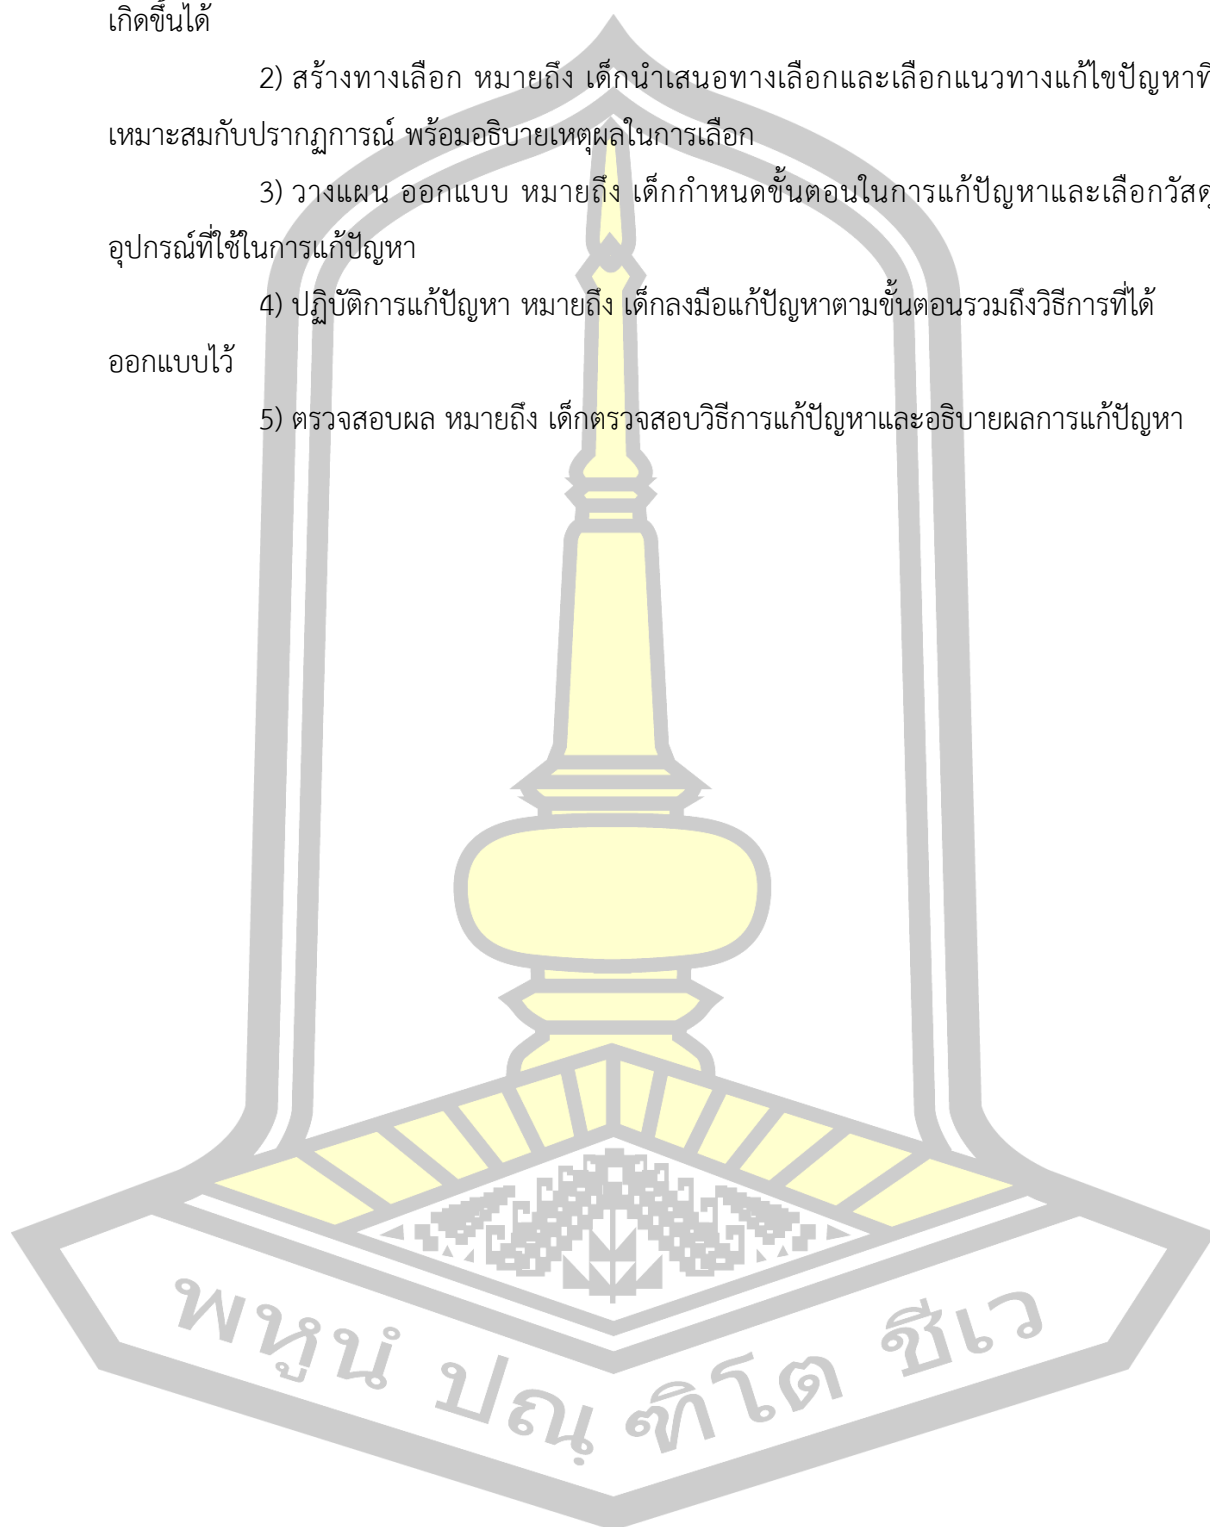 เกิดขึ้นได้
2) สร้างทางเลือก หมายถึง เด็กนำเสนอทางเลือกและเลือกแนวทางแก้ไขปัญหาที่
เหมาะสมกับปรากฏการณ์ พร้อมอธิบายเหตุผลในการเลือก
3) วางแผน ออกแบบ หมายถึง เด็กกำหนดขั้นตอนในการแก้ปัญหาและเลือกวัสดุ
อุปกรณ์ที่ใช้ในการแก้ปัญหา
4) ปฏิบัติการแก้ปัญหา หมายถึง เด็กลงมือแก้ปัญหาตามขั้นตอนรวมถึงวิธีการที่ได้
ออกแบบไว้
5) ตรวจสอบผล หมายถึง เด็กตรวจสอบวิธีการแก้ปัญหาและอธิบายผลการแก้ปัญหา
พหูนํ ปณฺ ฑิโต ชีเว